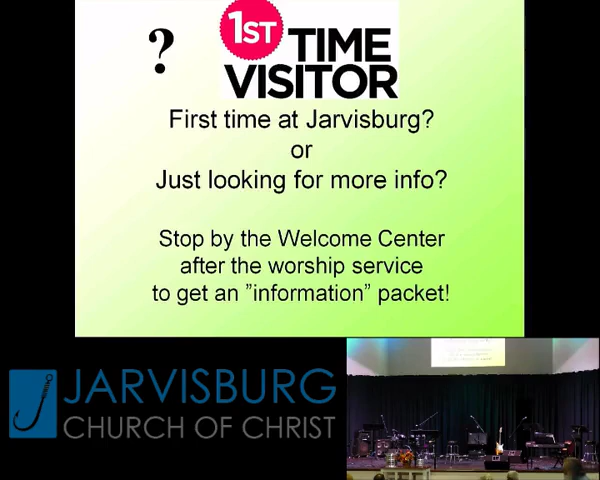 ?
1ST
TIME
VISITOR
First time at Jarvisburg?
or
Just looking for more info?
Stop by the Welcome Center
after the worship service
to get an ”information” packet!
JARVISBURG
CHURCH OF CHRIST